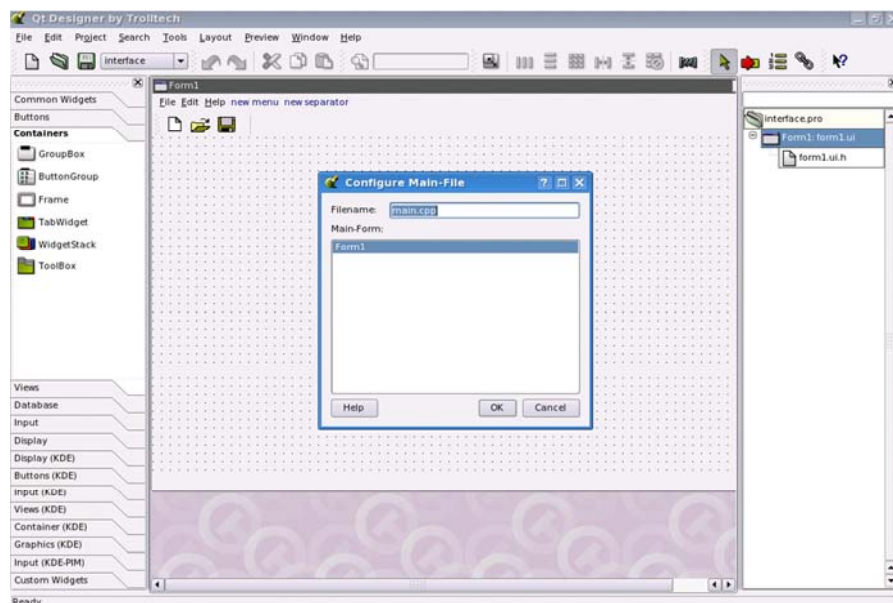 Qt Designer by Trolltech
File Edit Project Search Tools Layout Preview Window Help
interface
Common Widgets
Buttons
Containers
GroupBox
ButtonGroup
Frame
TabWidget
WidgetStack
ToolBox
Views
Database
Input
Display
Display (KDE)
Buttons (KDE)
Input (KDE)
Views (KDE)
Container (KDE)
Graphics (KDE)
Input (KDE-PIM)
Custom Widgets
Form1
File Edit Help new menu new separator
Configure Main-File
Filename: main.cpp
Main-Form:
Form1
Help OK Cancel
interface.pro
Form1: form1.ui
form1.ui.h
Ready